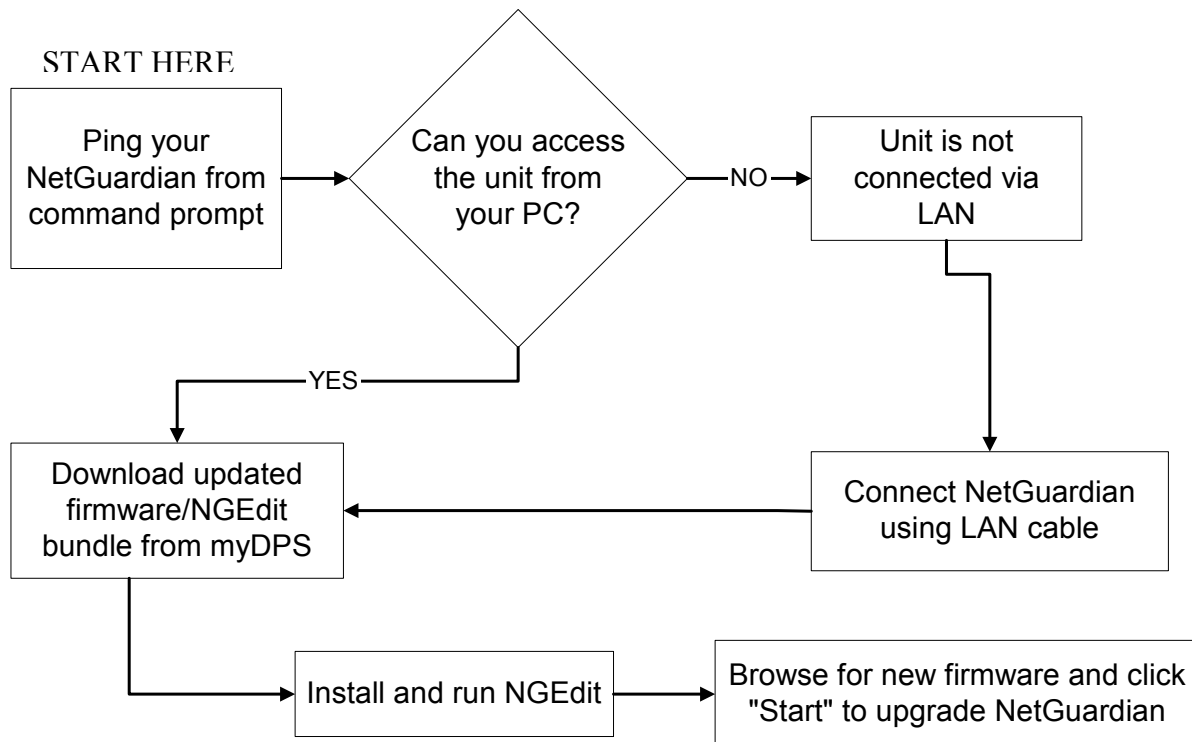 START HERE
Ping your
NetGuardian from
command prompt
Can you access
the unit from
your PC?
NO
Unit is not
connected via
LAN
YES
Download updated
firmware/NGEdit
bundle from myDPS
Connect NetGuardian
using LAN cable
Install and run NGEdit
Browse for new firmware and click
"Start" to upgrade NetGuardian